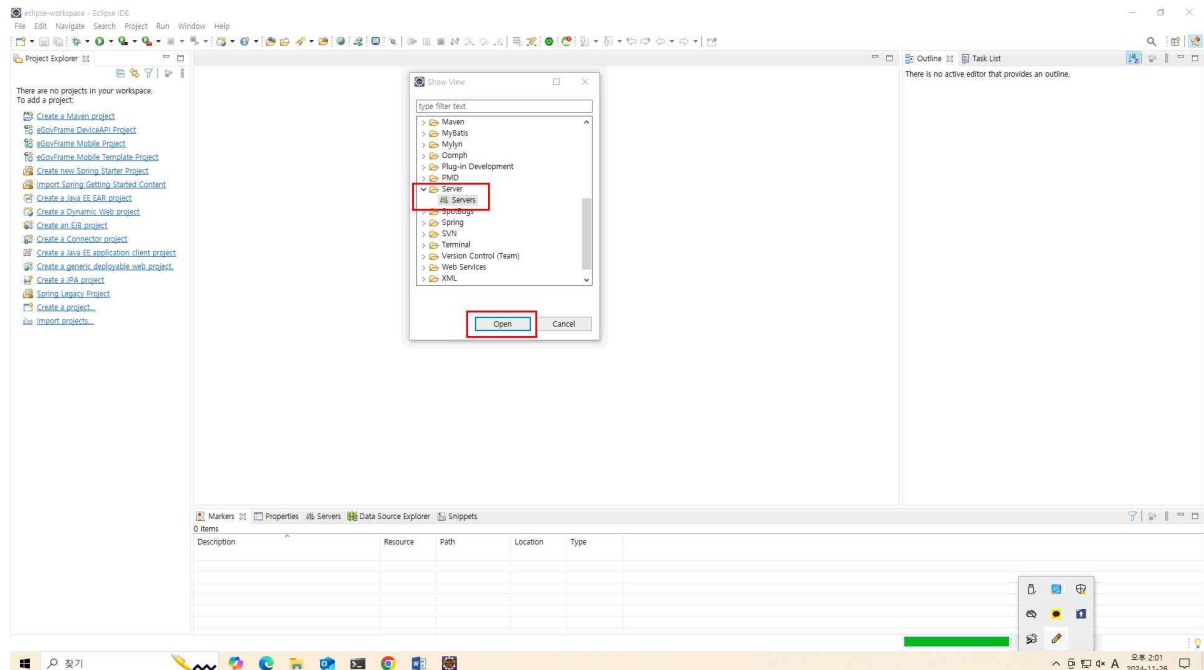 eclipse-workspace - Eclipse IDE
File Edit Navigate Search Project Run Window Help
Project Explorer
There are no projects in your workspace.
To add a project:
Create a Maven project
eGovFrame DeviceAPI Project
eGovFrame Mobile Project
eGovFrame Mobile Template Project
Create new Spring Starter Project
Import Spring Getting Started Content
Create a Java EE EAR project
Create a Dynamic Web project
Create an EJB project
Create a Connector project
Create a Java EE application client project
Create a generic deployable web project.
Create a JPA project
Spring Legacy Project
Create a project...
Import projects...
Show View
type filter text
Maven
MyBatis
Mylyn
Oomph
Plug-in Development
PMD
Server
Servers
SpotBugs
Spring
SVN
Terminal
Version Control (Team)
Web Services
XML
Open Cancel
Outline Task List
There is no active editor that provides an outline.
Markers Properties Servers Data Source Explorer Snippets
0 items
Description Resource Path Location Type
찾기
A 오후 2:01
2024-11-26